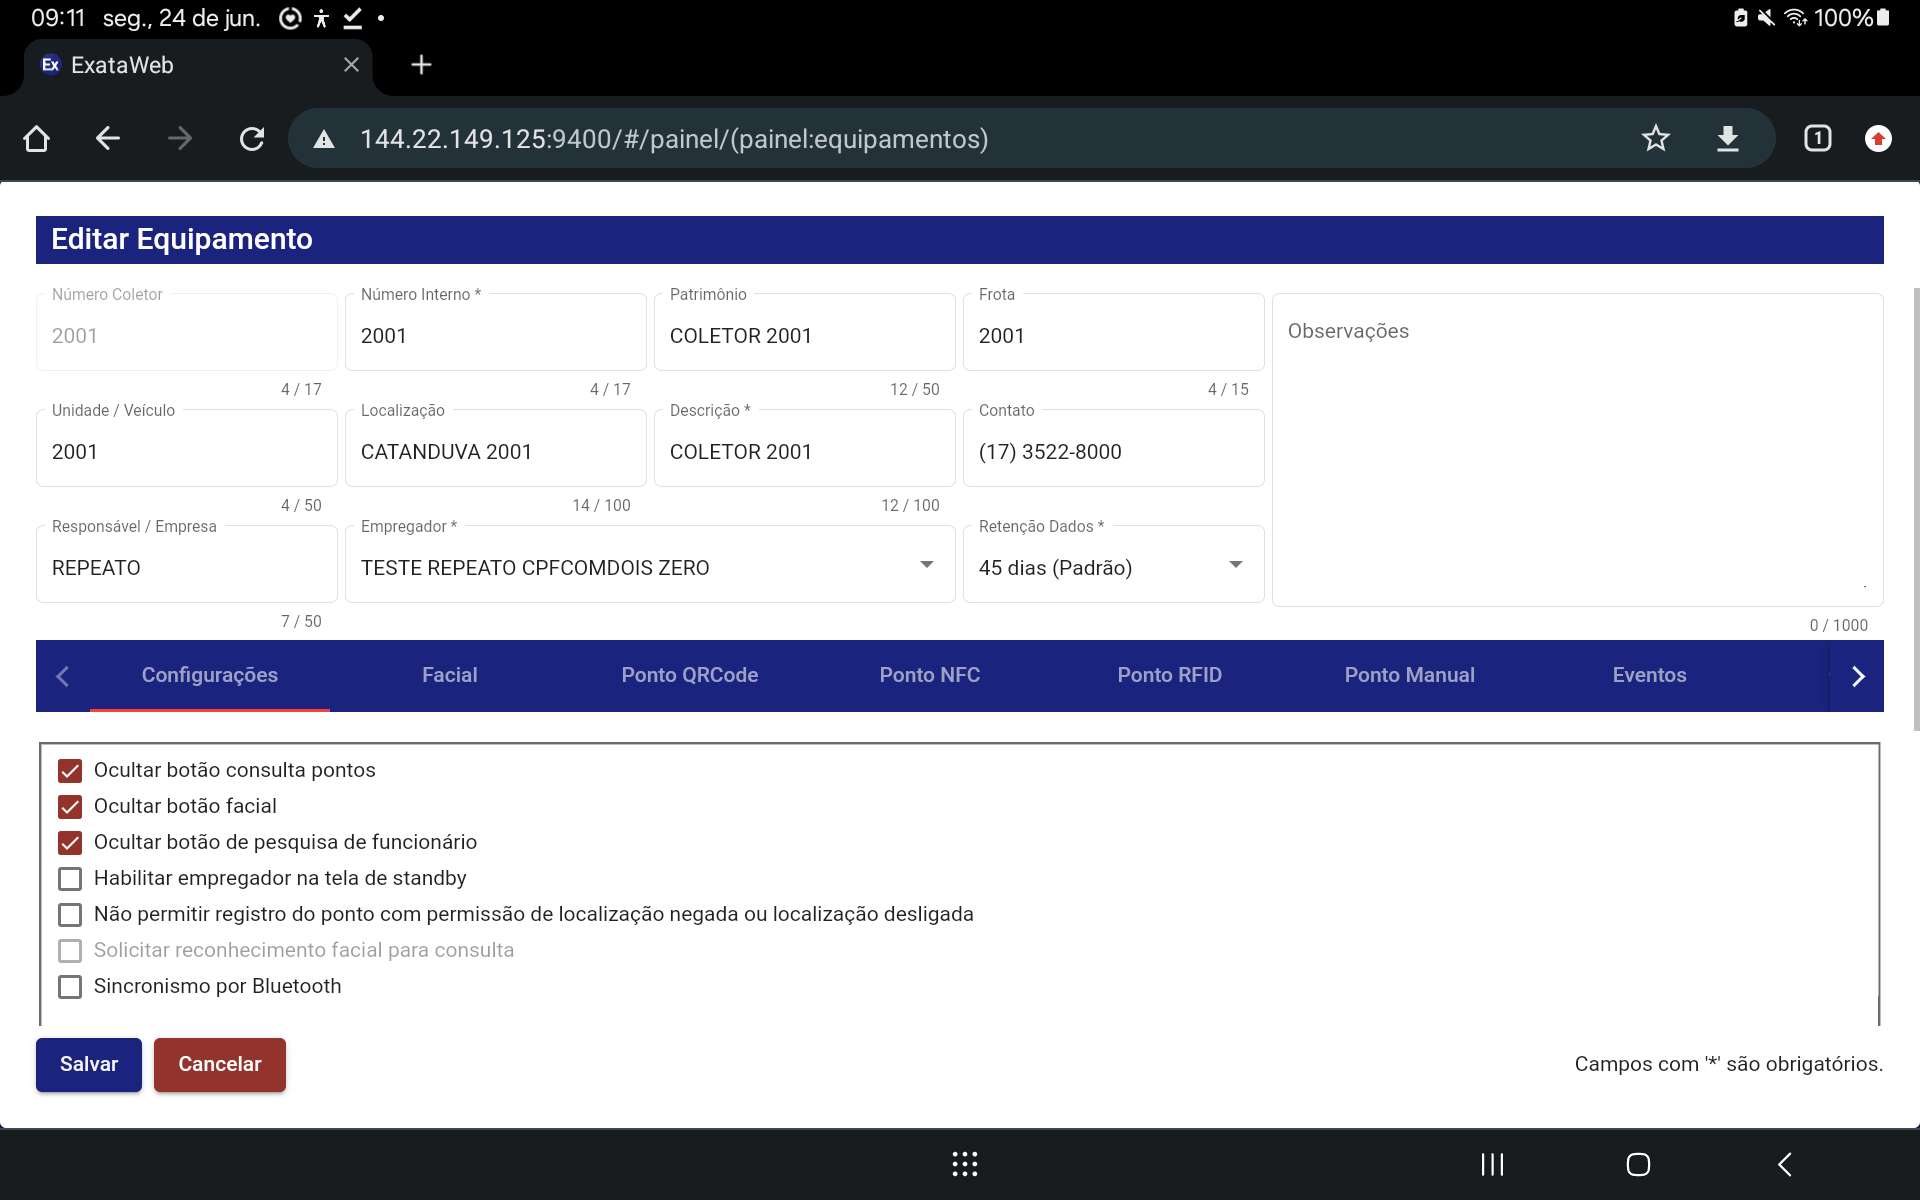 09:11 seg., 24 de jun. 100%
Ex ExataWeb
144.22.149.125:9400/#/painel/(painel:equipamentos) 1
Editar Equipamento
Número Coletor Número Interno * Patrimônio Frota
2001 2001 COLETOR 2001 2001 Observações
4 / 17 4 / 17 12 / 50 4 / 15
Unidade / Veículo Localização Descrição * Contato
2001 CATANDUVA 2001 COLETOR 2001 (17) 3522-8000
4 / 50 14 / 100 12 / 100
Responsável / Empresa Empregador * Retenção Dados *
REPEATO TESTE REPEATO CPFCOMDOIS ZERO 45 dias (Padrão)
7 / 50 0 / 1000
Configurações Facial Ponto QRCode Ponto NFC Ponto RFID Ponto Manual Eventos
Ocultar botão consulta pontos
Ocultar botão facial
Ocultar botão de pesquisa de funcionário
Habilitar empregador na tela de standby
Não permitir registro do ponto com permissão de localização negada ou localização desligada
Solicitar reconhecimento facial para consulta
Sincronismo por Bluetooth
Salvar Cancelar Campos com '*' são obrigatórios.